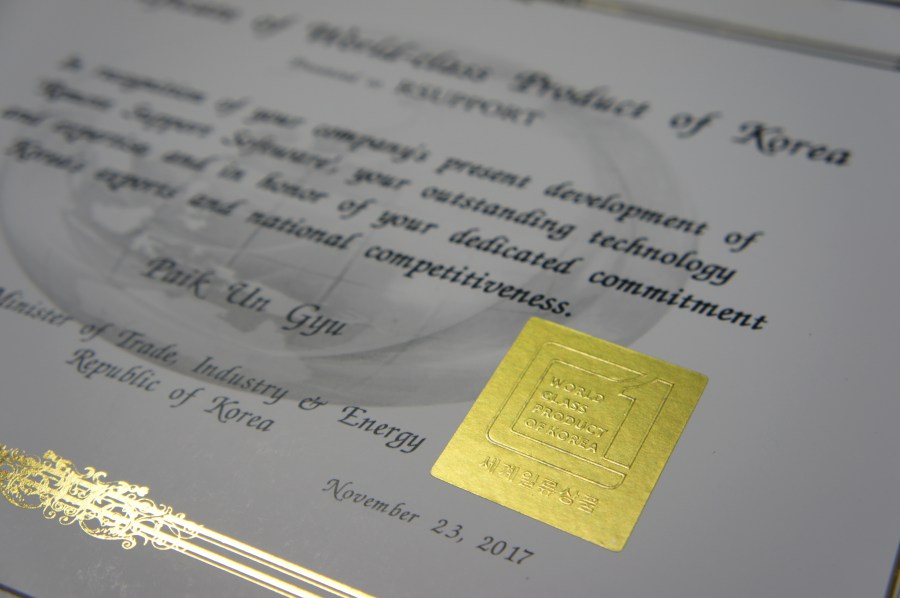 of World-class Product of Korea
Presented to RSUPPORT
In recognition of your company's present development of
Remote Support Software, your outstanding technology
and expertise and in honor of your dedicated commitment
Korea's exports and national competitiveness.
Paik Un Gyu
Minister of Trade, Industry & Energy
Republic of Korea
November 23, 2017
WORLD
CLASS
PRODUCT
OF KOREA
세계일류상품